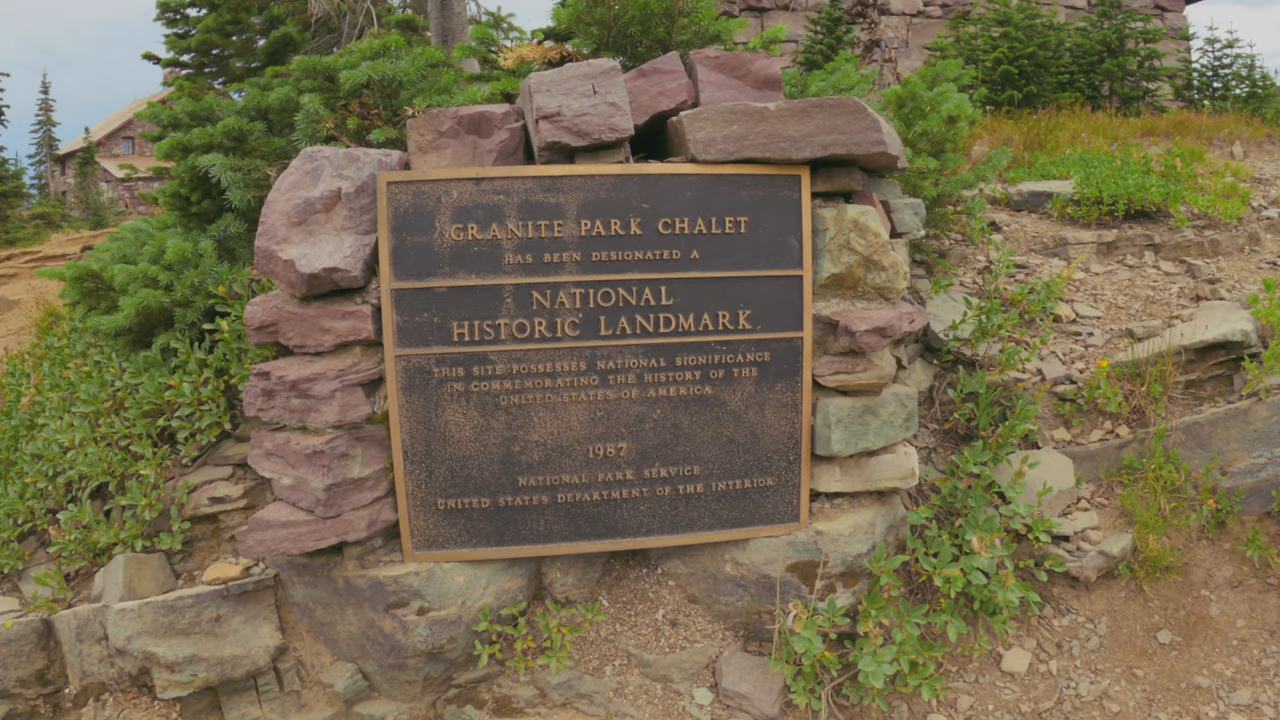 GRANITE PARK CHALET
HAS BEEN DESIGNATED A
NATIONAL
HISTORIC LANDMARK
THIS SITE POSSESSES NATIONAL SIGNIFICANCE
IN COMMEMORATING THE HISTORY OF THE
UNITED STATES OF AMERICA
1987
NATIONAL PARK SERVICE
UNITED STATES DEPARTMENT OF THE INTERIOR